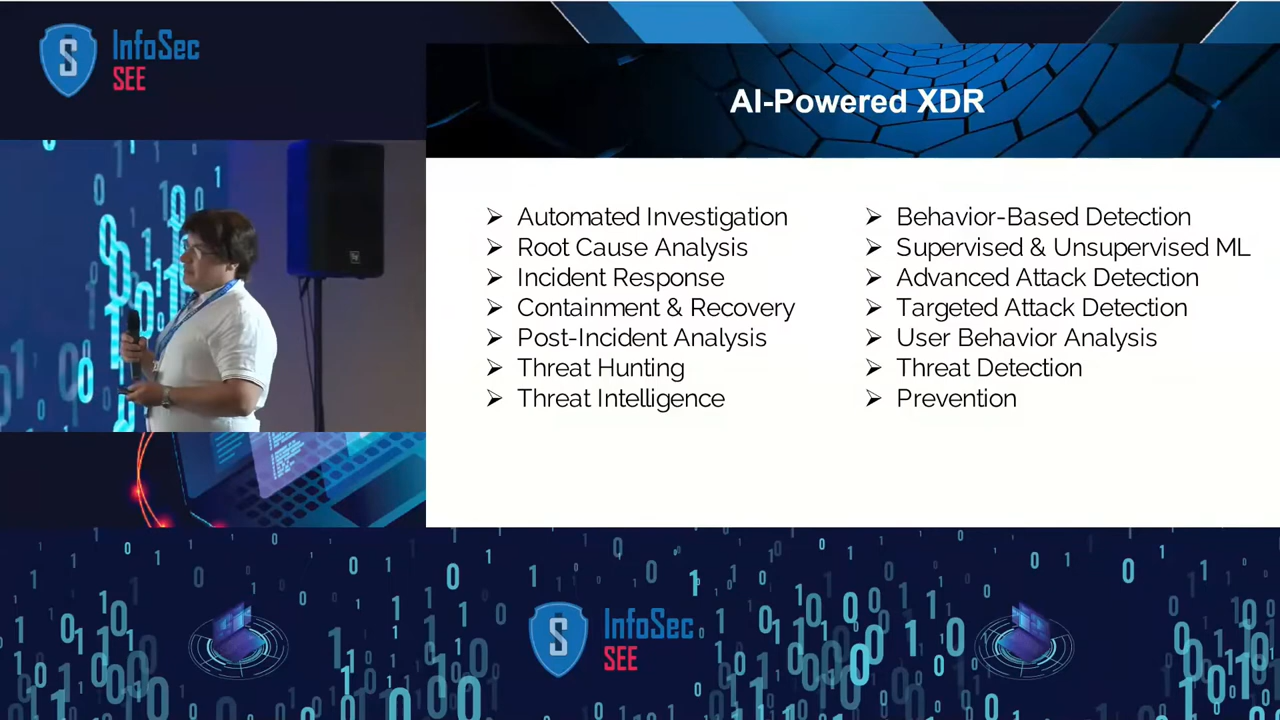 InfoSec
SEE
AI-Powered XDR
Automated Investigation
Root Cause Analysis
Incident Response
Containment & Recovery
Post-Incident Analysis
Threat Hunting
Threat Intelligence
Behavior-Based Detection
Supervised & Unsupervised ML
Advanced Attack Detection
Targeted Attack Detection
User Behavior Analysis
Threat Detection
Prevention
InfoSec
SEE